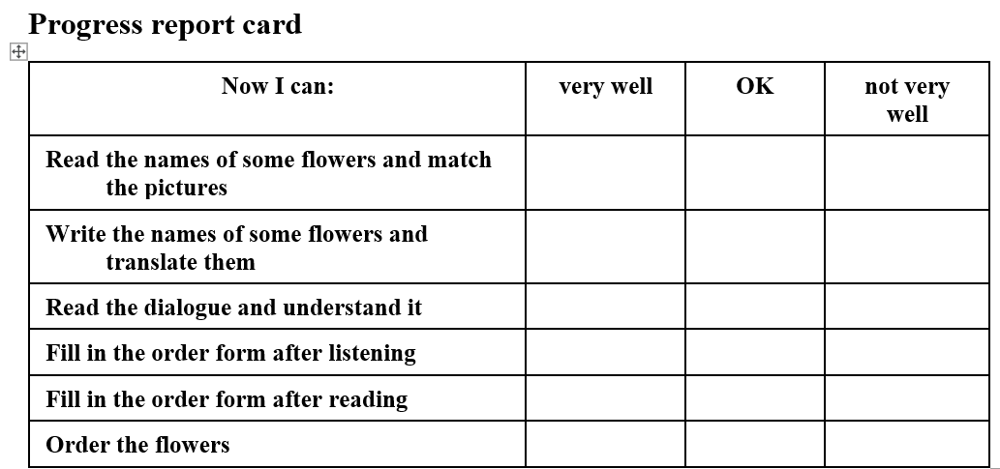 Progress report card
Now I can: very well OK not very
well
Read the names of some flowers and match
the pictures
Write the names of some flowers and
translate them
Read the dialogue and understand it
Fill in the order form after listening
Fill in the order form after reading
Order the flowers